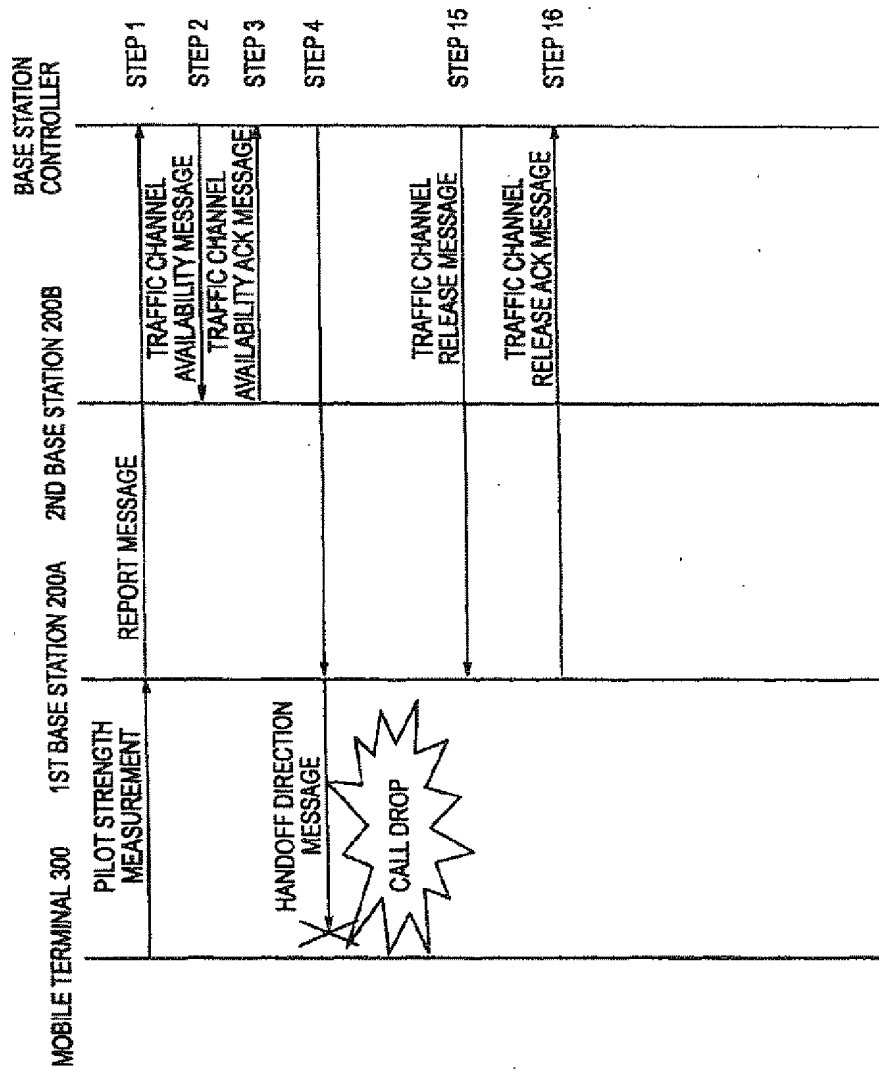 MOBILE TERMINAL 300
1ST BASE STATION 200A
2ND BASE STATION 200B
BASE STATION
CONTROLLER
PILOT STRENGTH
MEASUREMENT
REPORT MESSAGE
STEP 1
TRAFFIC CHANNEL
AVAILABILITY MESSAGE
STEP 2
TRAFFIC CHANNEL
AVAILABILITY ACK MESSAGE
STEP 3
HANDOFF DIRECTION
MESSAGE
STEP 4
CALL DROP
TRAFFIC CHANNEL
RELEASE MESSAGE
STEP 15
TRAFFIC CHANNEL
RELEASE ACK MESSAGE
STEP 16